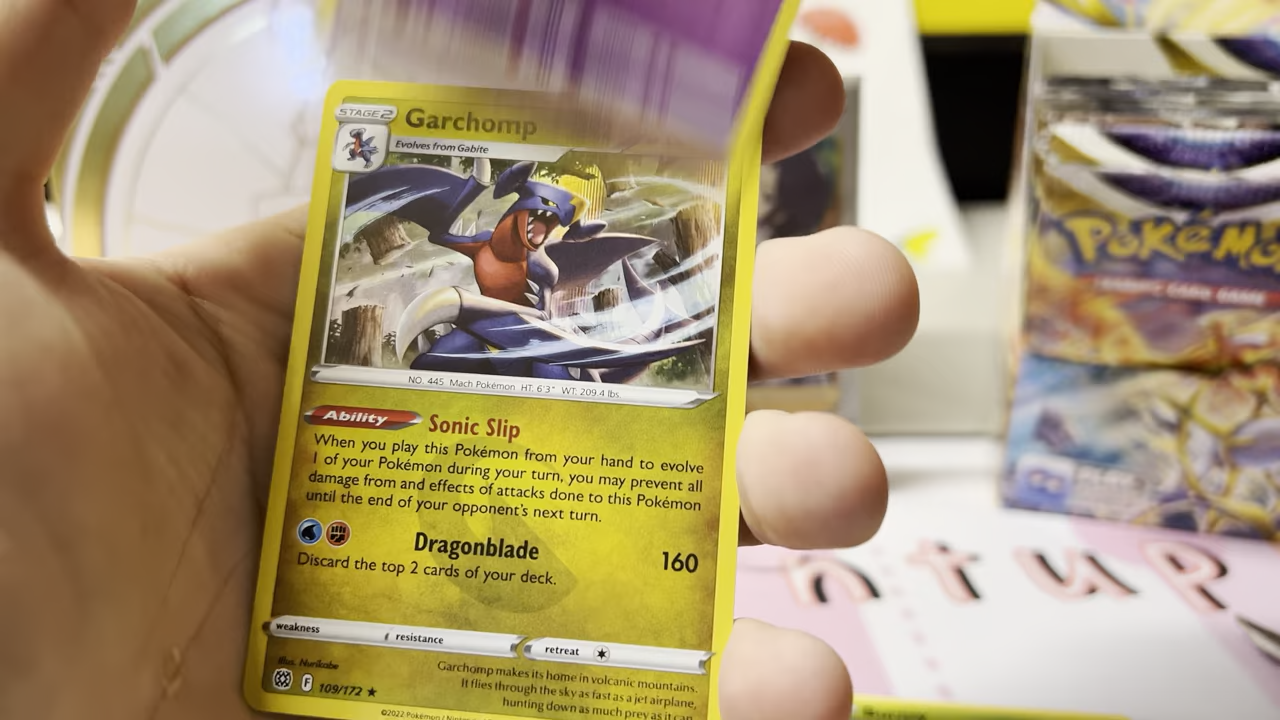 STAGE2
Garchomp
Evolves from Gabite
NO. 445 Mach Pokémon HT: 6'3" WT: 209.4 lbs.
Ability Sonic Slip
When you play this Pokémon from your hand to evolve
1 of your Pokémon during your turn, you may prevent all
damage from and effects of attacks done to this Pokémon
until the end of your opponent's next turn.
Dragonblade 160
Discard the top 2 cards of your deck.
weakness resistance retreat
Illus. Nurikabe
F 109/172
Garchomp makes its home in volcanic mountains.
It flies through the sky as fast as a jet airplane,
hunting down as much prey as it can.
©2022 Pokémon / Nintendo
POKÉMO
ntup